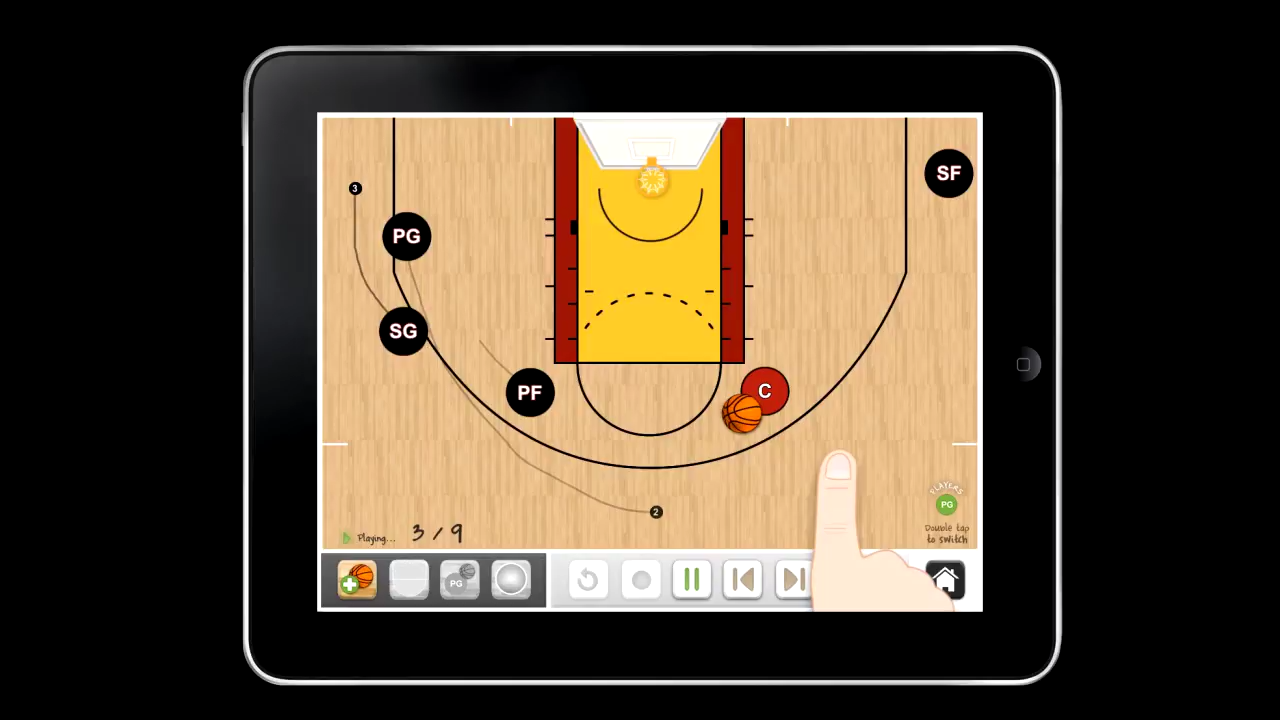 SF
3
PG
SG
PF
C
PLAYERS
PG
2
Double tap
to switch
Playing...
3 / 9
PG